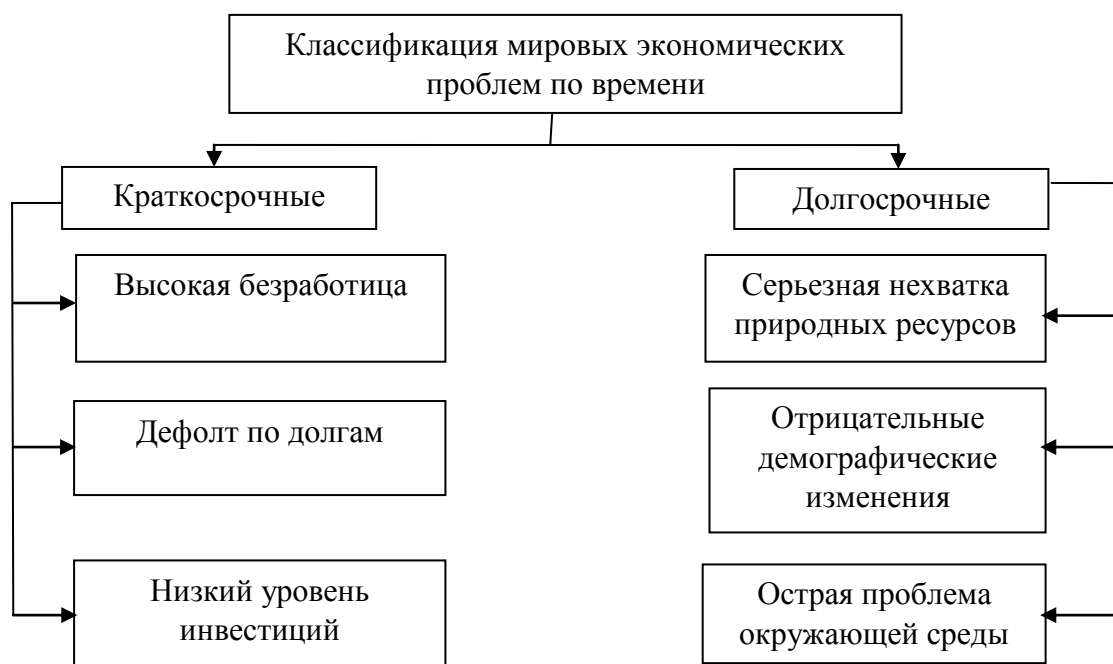 Классификация мировых экономических
проблем по времени
Краткосрочные
Высокая безработица
Дефолт по долгам
Низкий уровень
инвестиций
Долгосрочные
Серьезная нехватка
природных ресурсов
Отрицательные
демографические
изменения
Острая проблема
окружающей среды